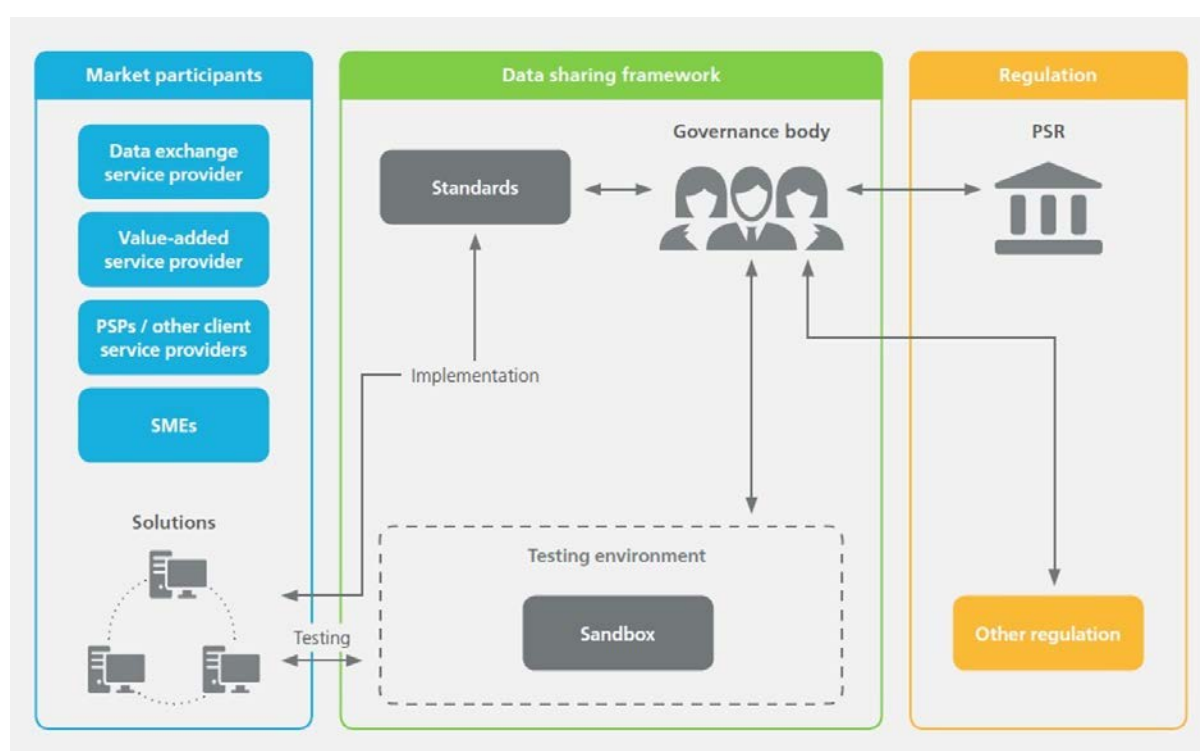 Market participants
Data exchange
service provider
Value-added
service provider
PSPs / other client
service providers
SMEs
Solutions
Data sharing framework
Governance body
Standards
Implementation
Testing environment
Sandbox
Testing
Regulation
PSR
Other regulation